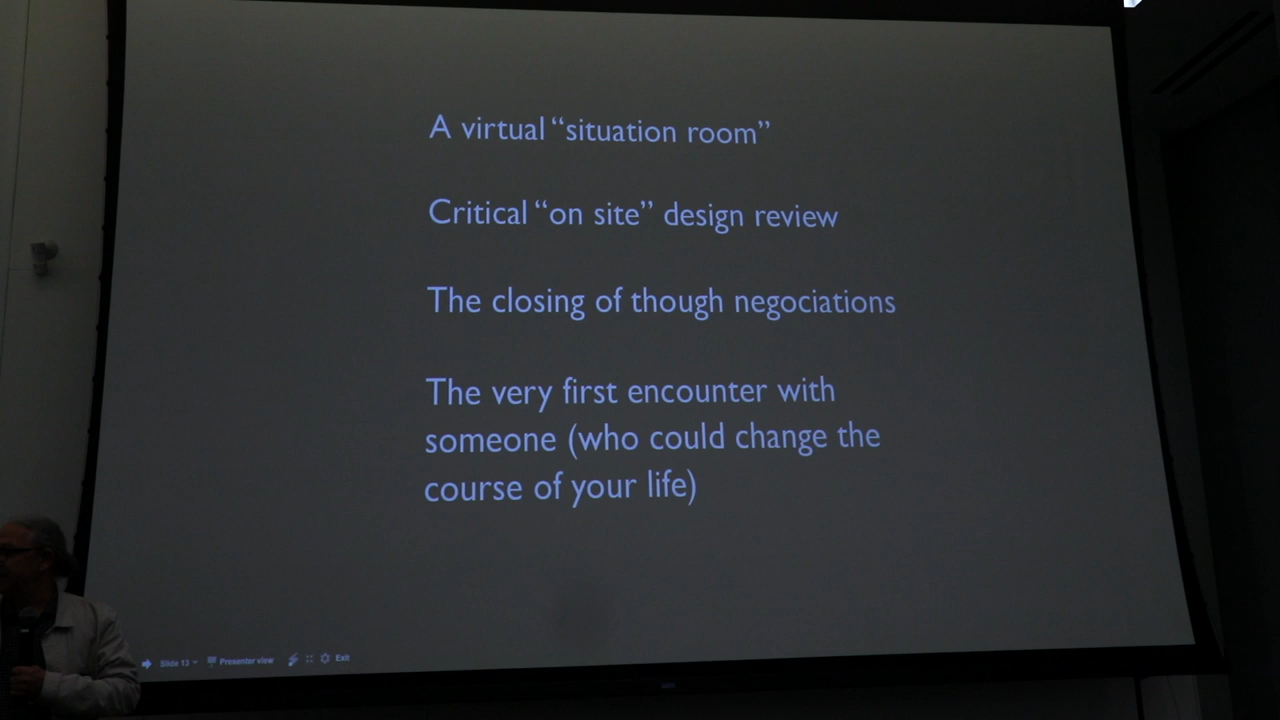 A virtual “situation room”
Critical “on site” design review
The closing of though negociations
The very first encounter with
someone (who could change the
course of your life)
Slide 13 Presenter view Exit